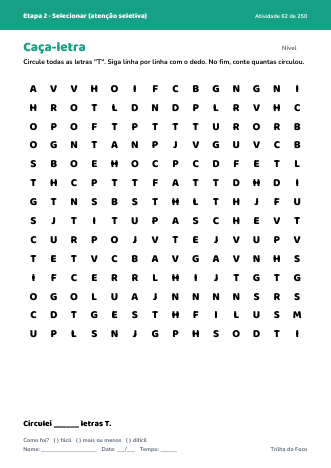 Etapa 2 · Selecionar (atenção seletiva)
Atividade 62 de 250
Caça-letra
Nível
Circule todas as letras "T". Siga linha por linha com o dedo. No fim, conte quantas circulou.
A V V H O I F C B G N G N I
H R O T L D N D P L R V H C
O P O F T P T T T U R O R B
O G N T A N P J V G U V C B
S B O E H O C P C D F E T L
T H C P T T F A T T D H D I
G T N S B S T H L T H J F U
S J T I T U P A S C H E V T
C U R P O J V T E J V U P V
T E T V C B A V G A V N H S
I F C E R R L H I J T G T G
O G O L U A J N N N N S R S
C D T G E S T H F I L U S M
U P L S N J G P H S O D T I
Circulei ______ letras T.
Como foi? ( ) fácil ( ) mais ou menos ( ) difícil
Nome: ____________________ Data: ___/___ Tempo: ______
Trilha do Foco